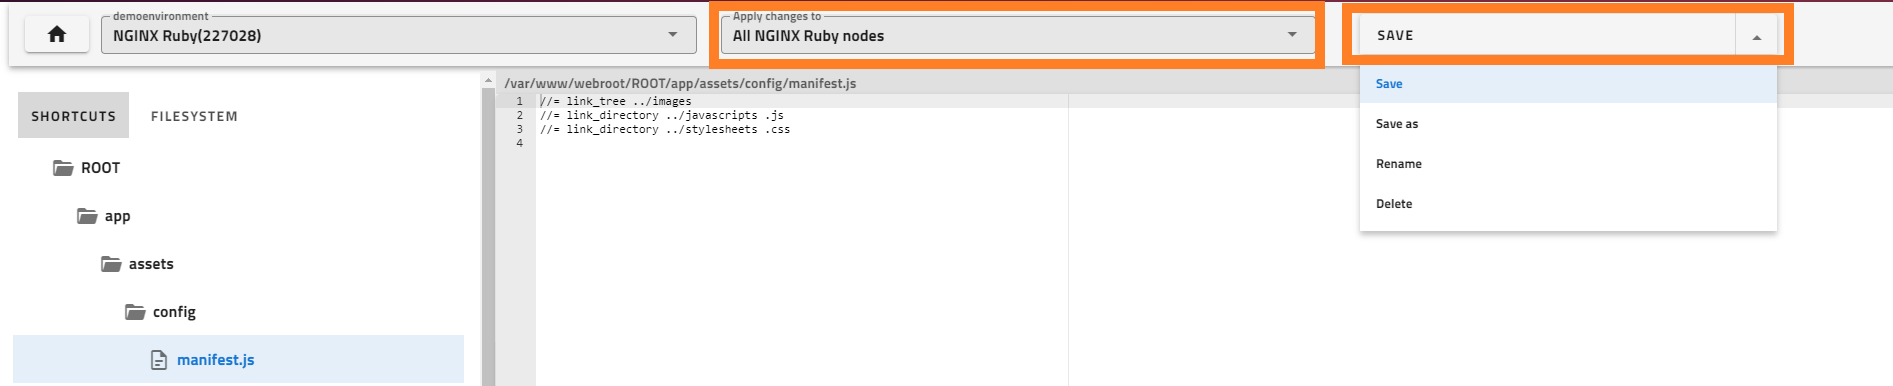 demoenvironment
NGINX Ruby(227028)
Apply changes to
All NGINX Ruby nodes
SAVE
Save
Save as
Rename
Delete
SHORTCUTS FILESYSTEM
ROOT
app
assets
config
manifest.js
/var/www/webroot/ROOT/app/assets/config/manifest.js
1 //= link_tree ../images
2 //= link_directory ../javascripts .js
3 //= link_directory ../stylesheets .css
4